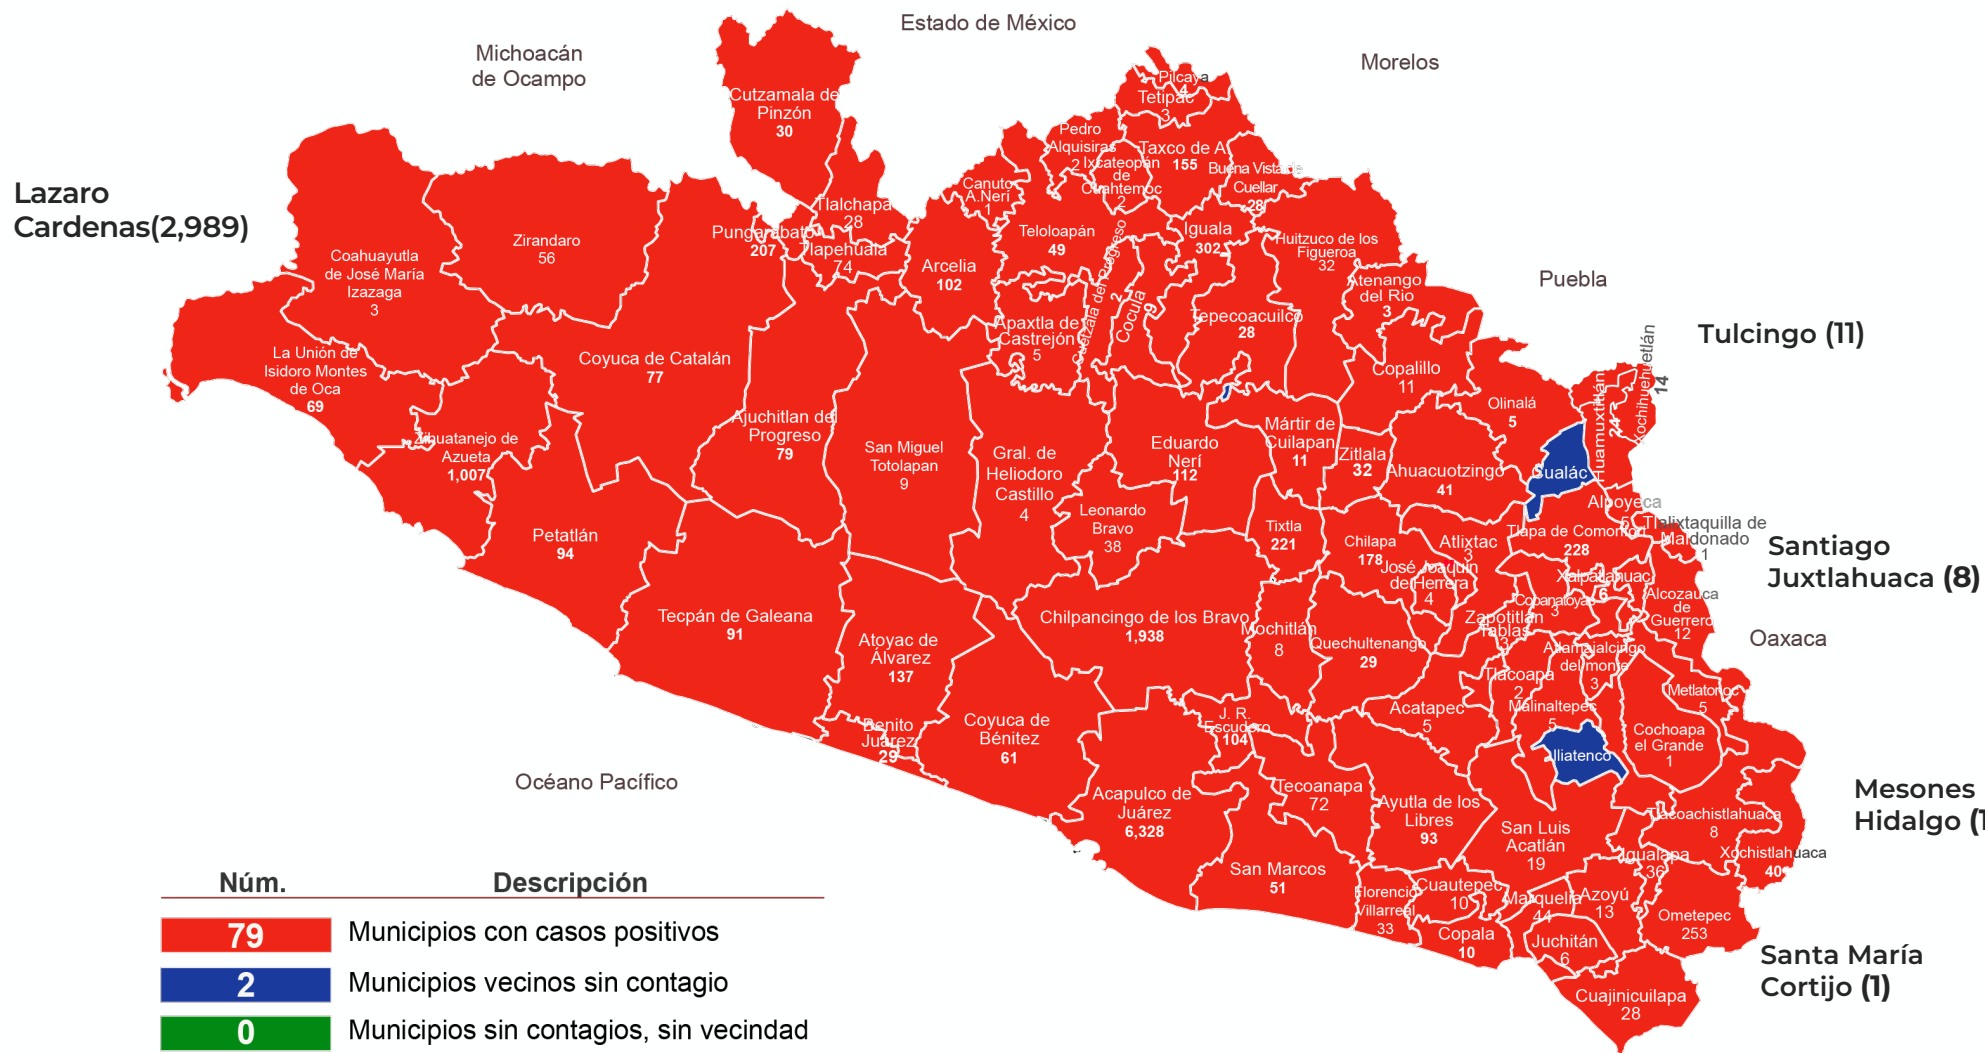 Estado de México
Michoacán
de Ocampo
Morelos
Puebla
Oaxaca
Océano Pacífico
Lazaro
Cardenas(2,989)
Tulcingo (11)
Santiago
Juxtlahuaca (8)
Mesones
Hidalgo (1
Santa María
Cortijo (1)
Cutzamala de
Pinzón
30
Pilcaya
4
Tetipac
3
Pedro
Alquisiras
2
Ixcateopán
de
Cuahtemoc
2
Taxco de A.
155
Buena Vista de
Cuellar
28
Canuto
A.Nerí
1
Tlalchapa
28
Pungarabato
207
Tlapehuala
74
Zirandaro
56
Coahuayutla
de José María
Izazaga
3
Arcelia
102
Teloloapán
49
Iguala
302
Huitzuco de los
Figueroa
32
Atenango
del Rio
3
Cuetzala del Progreso
2
Cocula
9
Tepecoacuilco
28
Apaxtla de
Castrejón
5
La Unión de
Isidoro Montes
de Oca
69
Coyuca de Catalán
77
Copalillo
11
Xochihuehuetlán
14
Huamuxtitlán
24
Olinalá
5
Zihuatanejo de
Azueta
1,007
Ajuchitlan del
Progreso
79
San Miguel
Totolapan
9
Gral. de
Heliodoro
Castillo
4
Eduardo
Nerí
112
Mártir de
Cuilapan
11
Zitlala
32
Ahuacuotzingo
41
Cualác
Alpoyeca
5
Tlalixtaquilla de
Maldonado
1
Petatlán
94
Leonardo
Bravo
38
Tixtla
221
Chilapa
178
Atlixtac
3
Tlapa de Comonfort
228
José Joaquín
de Herrera
4
Xalpatlahuac
6
Copanatoyac
3
Alcozauca
de
Guerrero
12
Tecpán de Galeana
91
Atoyac de
Álvarez
137
Chilpancingo de los Bravo
1,938
Mochitlán
8
Quechultenango
29
Zapotitlán
Tablas
3
Atlamajalcingo
del monte
3
Tlacoapa
2
Metlatonoc
5
Malinaltepec
5
Acatapec
5
Benito
Juárez
29
Coyuca de
Bénitez
61
J. R.
Escudero
104
Cochoapa
el Grande
1
Iliatenco
Acapulco de
Juárez
6,328
Tecoanapa
72
Ayutla de los
Libres
93
San Luis
Acatlán
19
Tlacoachistlahuaca
8
Xochistlahuaca
40
Igualapa
36
San Marcos
51
Florencio
Villarreal
33
Cuautepec
10
Marquelia
44
Azoyú
13
Ometepec
253
Copala
10
Juchitán
6
Cuajinicuilapa
28
Núm. Descripción
79 Municipios con casos positivos
2 Municipios vecinos sin contagio
0 Municipios sin contagios, sin vecindad